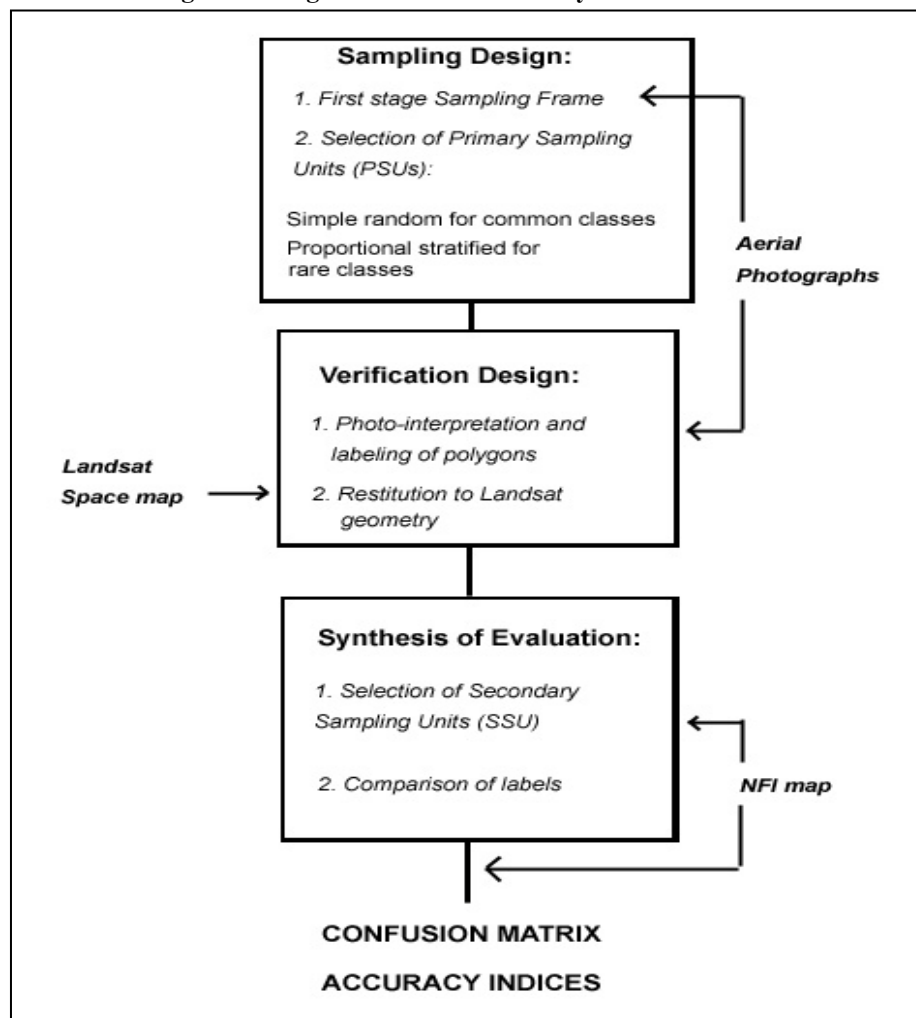 Sampling Design:
1. First stage Sampling Frame
2. Selection of Primary Sampling
Units (PSUs):
Simple random for common classes
Proportional stratified for
rare classes
Aerial
Photographs
Verification Design:
1. Photo-interpretation and
labeling of polygons
2. Restitution to Landsat
geometry
Landsat
Space map
Synthesis of Evaluation:
1. Selection of Secondary
Sampling Units (SSU)
2. Comparison of labels
NFI map
CONFUSION MATRIX
ACCURACY INDICES